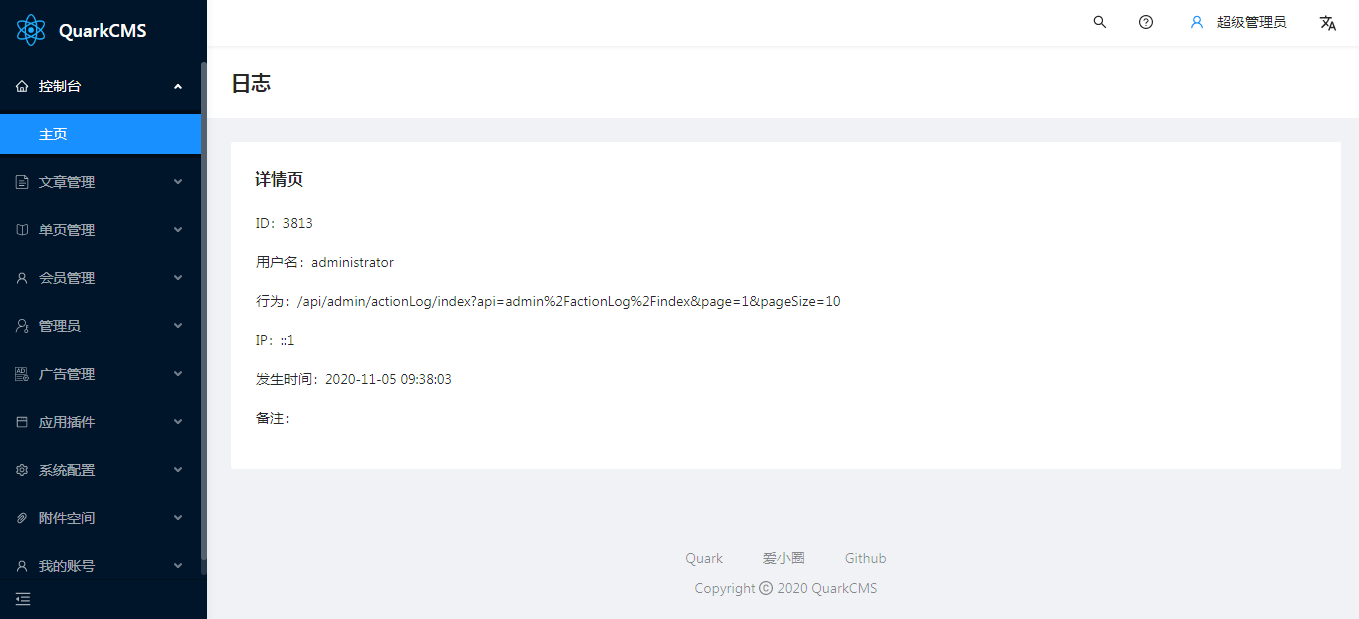 QuarkCMS
控制台
主页
文章管理
单页管理
会员管理
管理员
广告管理
应用插件
系统配置
附件空间
我的账号
超级管理员
日志
详情页
ID：3813
用户名：administrator
行为：/api/admin/actionLog/index?api=admin%2FactionLog%2Findex&page=1&pageSize=10
IP：::1
发生时间：2020-11-05 09:38:03
备注：
Quark 爱小圈 Github
Copyright © 2020 QuarkCMS